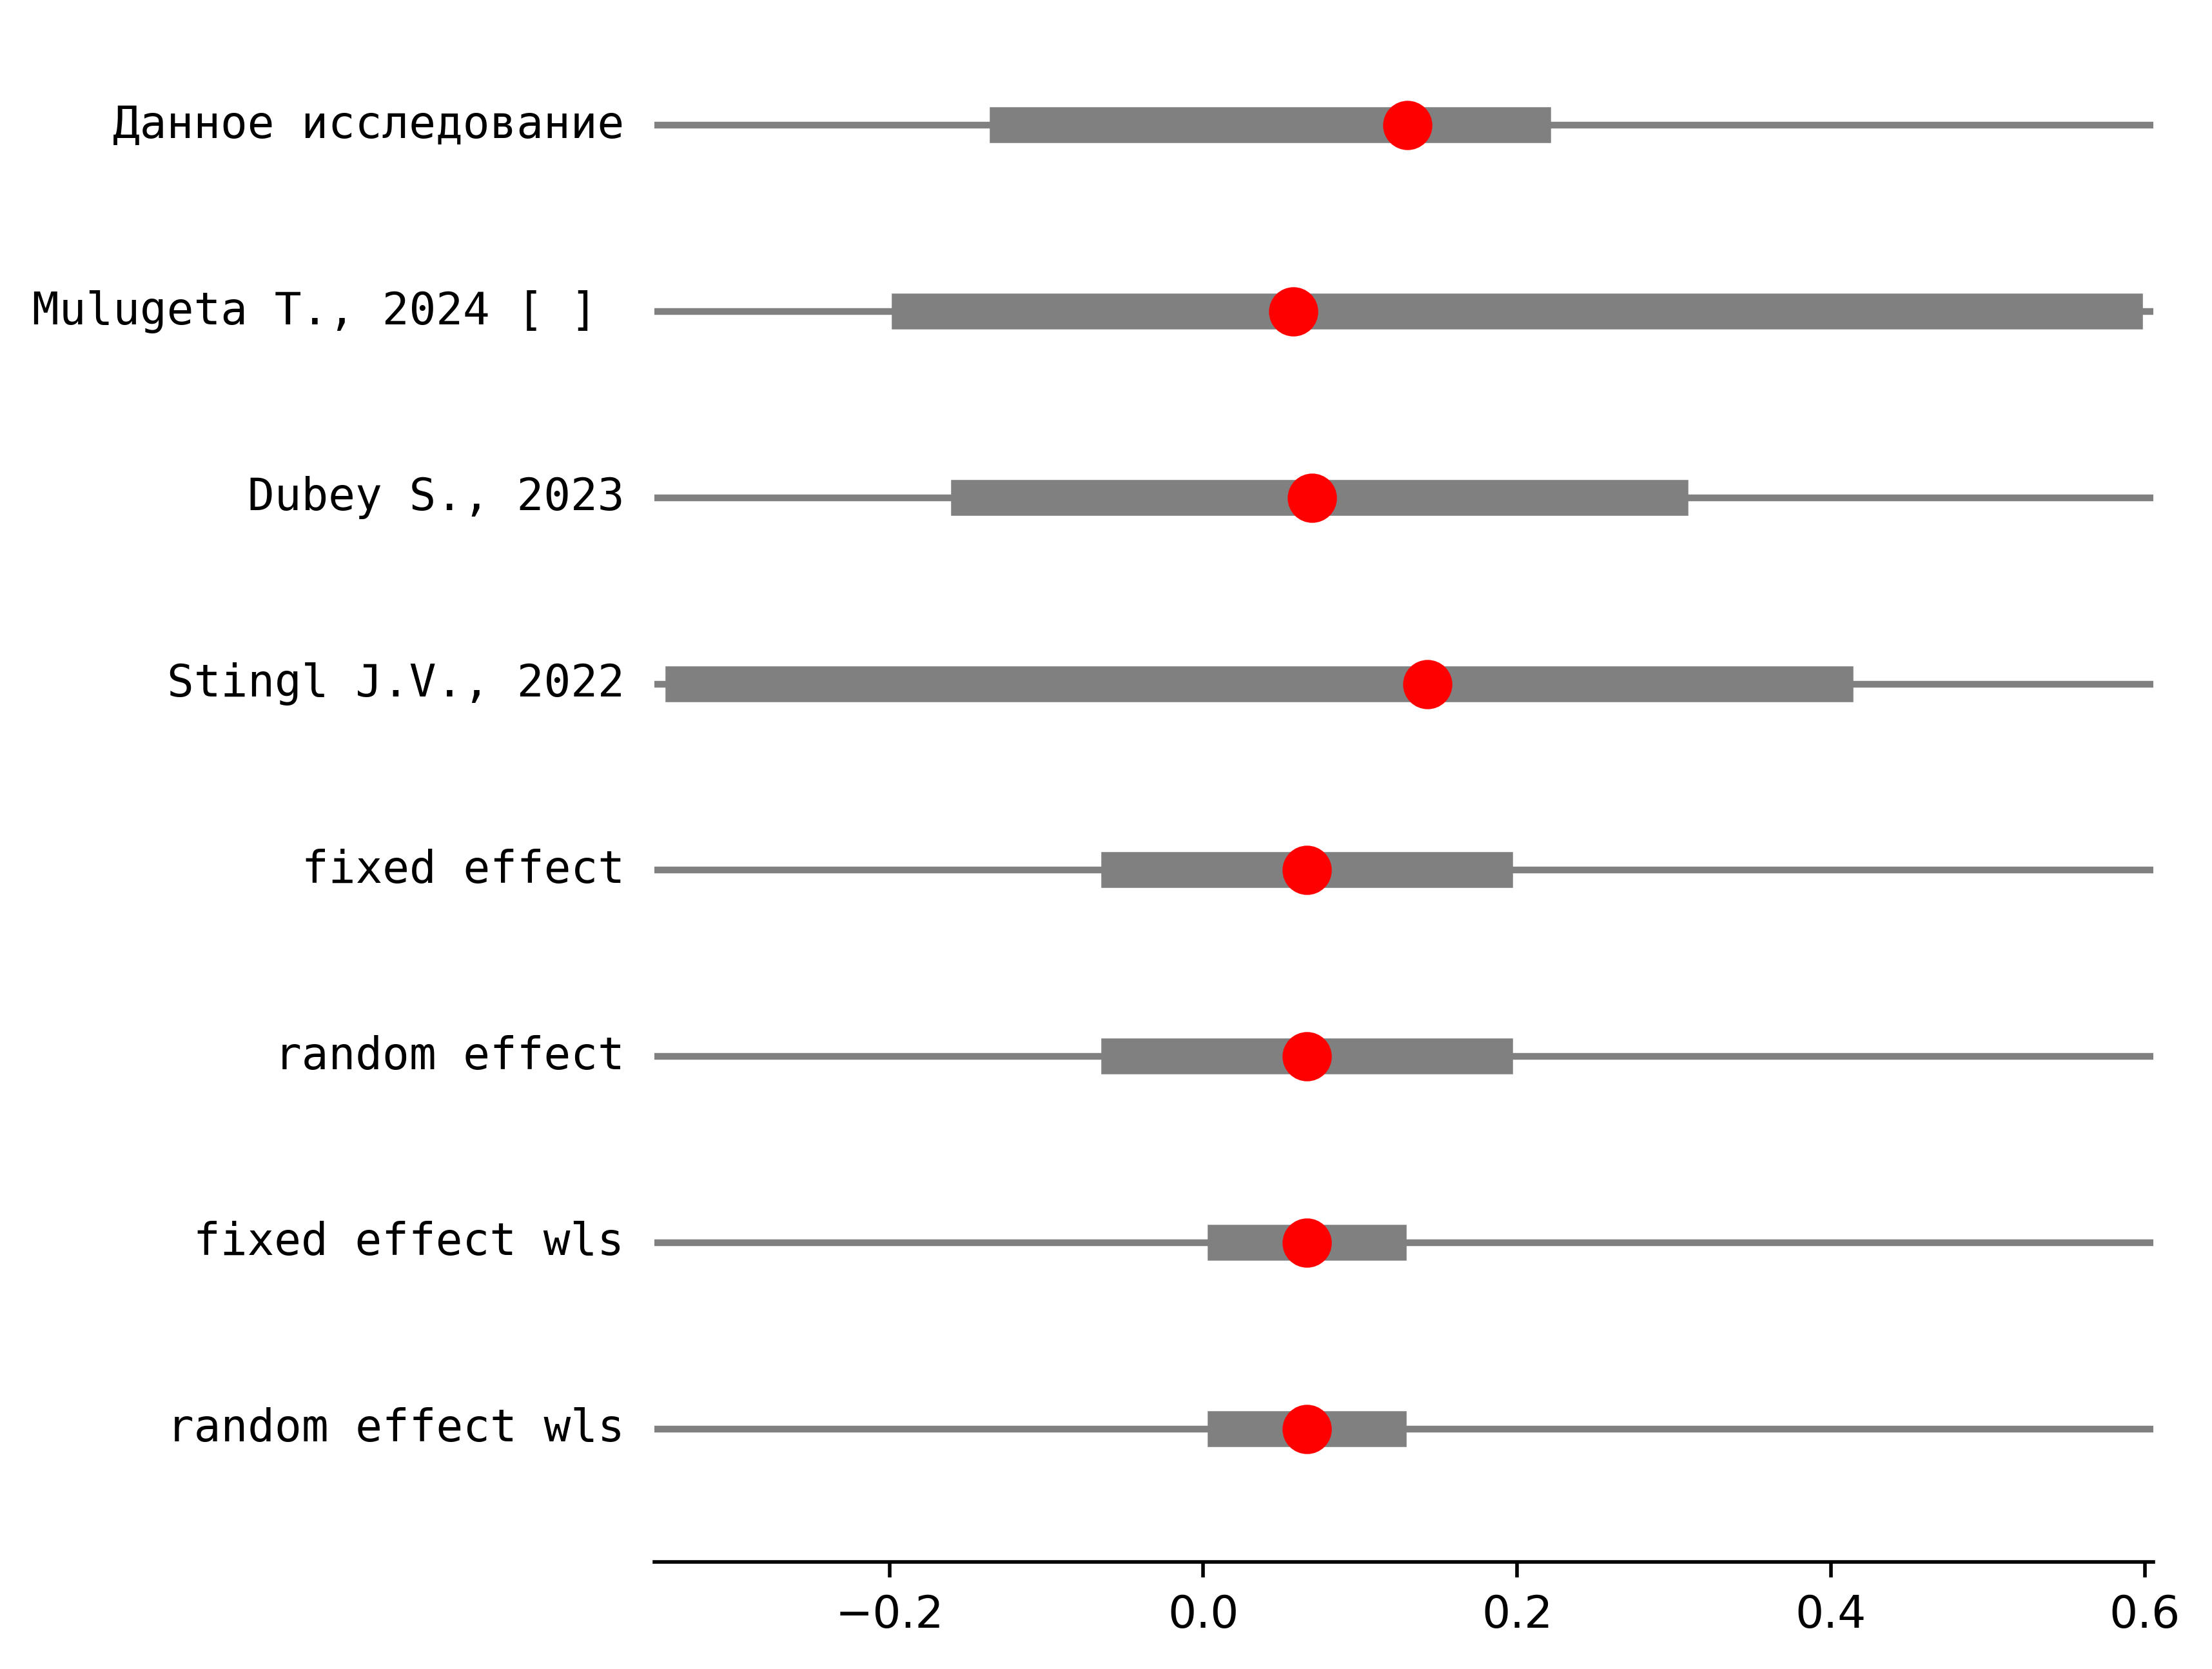 Данное исследование
Mulugeta T., 2024 [ ]
Dubey S., 2023
Stingl J.V., 2022
fixed effect
random effect
fixed effect wls
random effect wls
−0.2 0.0 0.2 0.4 0.6